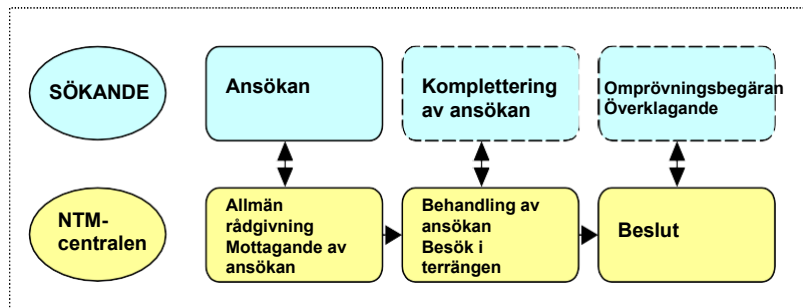 SÖKANDE
Ansökan
Komplettering
av ansökan
Omprövningsbegäran
Överklagande
NTM-
centralen
Allmän
rådgivning
Mottagande av
ansökan
Behandling av
ansökan
Besök i
terrängen
Beslut